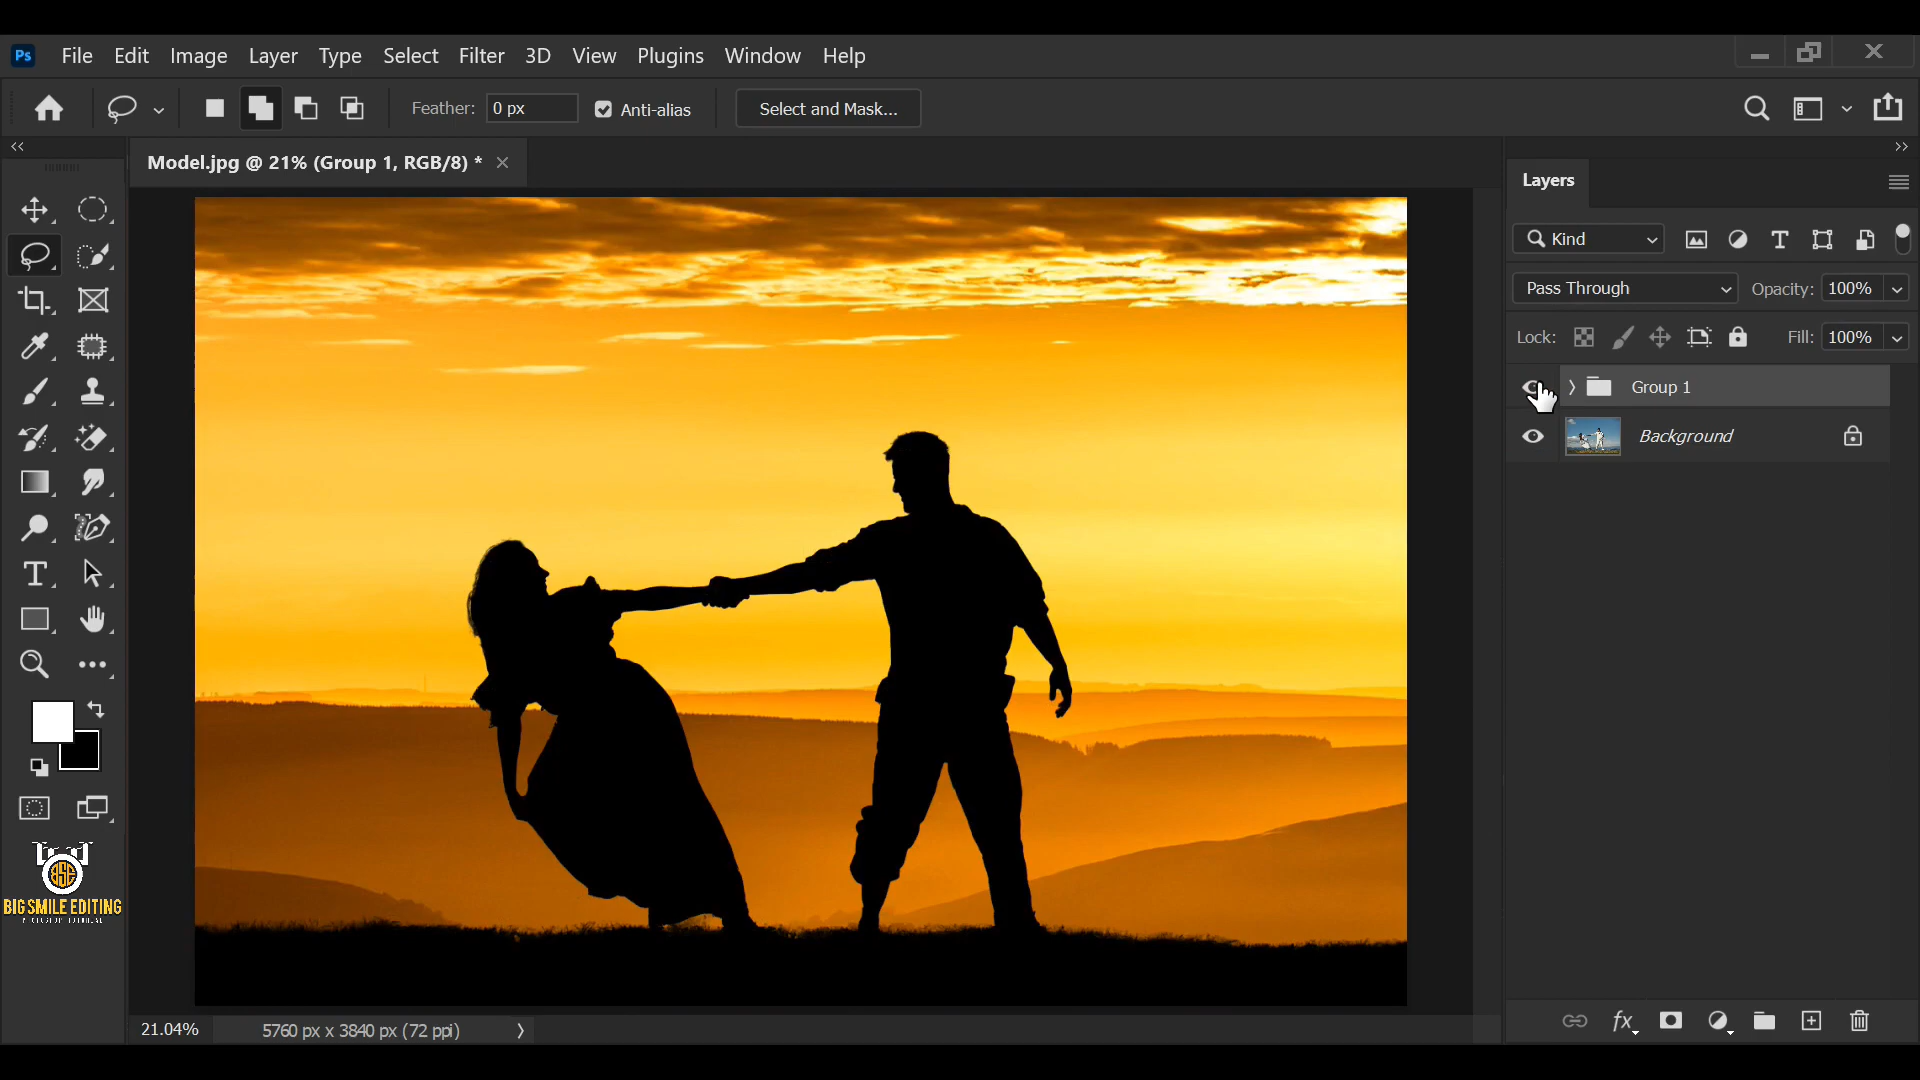 Ps File Edit Image Layer Type Select Filter 3D View Plugins Window Help
Feather: 0 px Anti-alias Select and Mask...
Model.jpg @ 21% (Group 1, RGB/8) *
Layers
Kind
Pass Through Opacity: 100%
Lock: Fill: 100%
Group 1
Background
BSE
BIG SMILE EDITING
21.04% 5760 px x 3840 px (72 ppi)